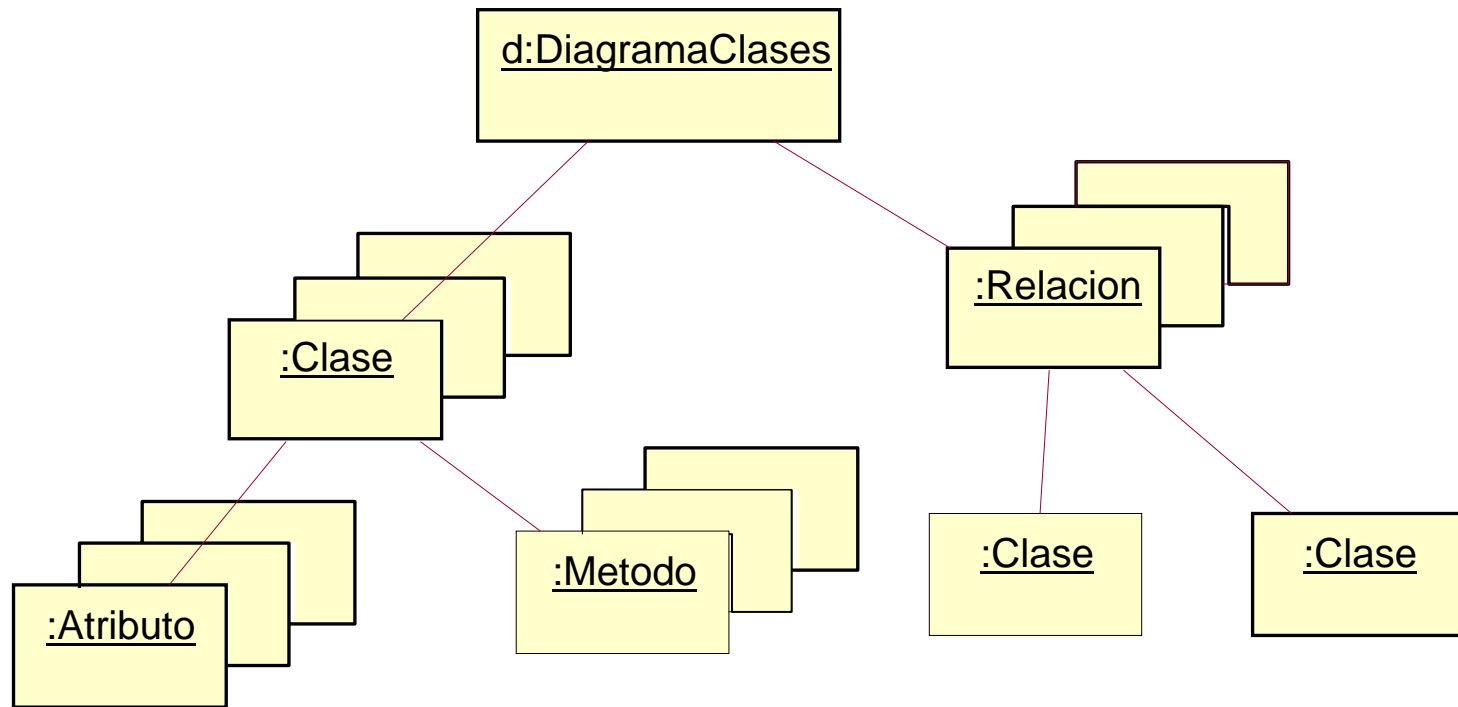 d:DiagramaClases
:Relacion
:Clase
:Metodo
:Clase
:Clase
:Atributo